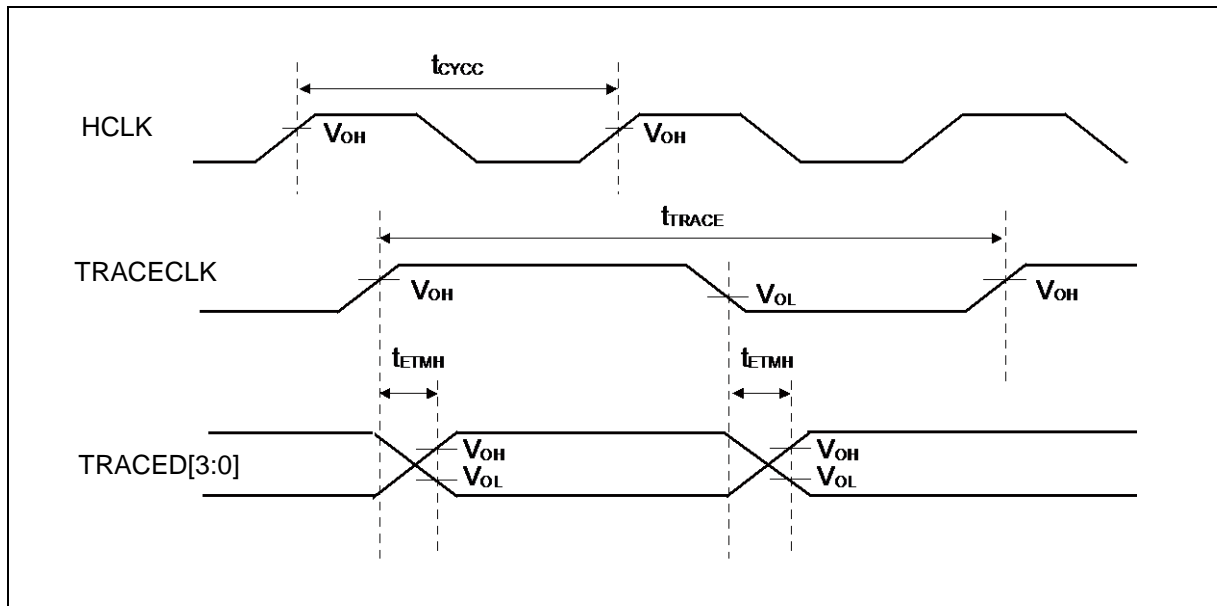 tCYCC
HCLK
VOH
VOH
tTRACE
TRACECLK
VOH
VOL
VOH
tETMH
tETMH
TRACED[3:0]
VOH
VOH
VOL
VOL